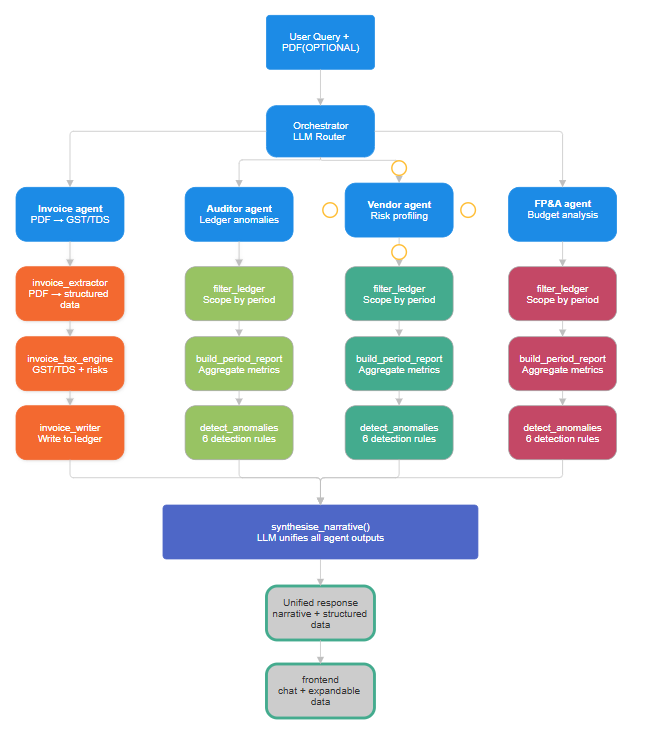 User Query +
PDF(OPTIONAL)
Orchestrator
LLM Router
Invoice agent
PDF → GST/TDS
Auditor agent
Ledger anomalies
Vendor agent
Risk profiling
FP&A agent
Budget analysis
invoice_extractor
PDF → structured
data
filter_ledger
Scope by period
filter_ledger
Scope by period
filter_ledger
Scope by period
invoice_tax_engine
GST/TDS + risks
build_period_report
Aggregate metrics
build_period_report
Aggregate metrics
build_period_report
Aggregate metrics
invoice_writer
Write to ledger
detect_anomalies
6 detection rules
detect_anomalies
6 detection rules
detect_anomalies
6 detection rules
synthesise_narrative()
LLM unifies all agent outputs
Unified response
narrative + structured
data
frontend
chat + expandable
data